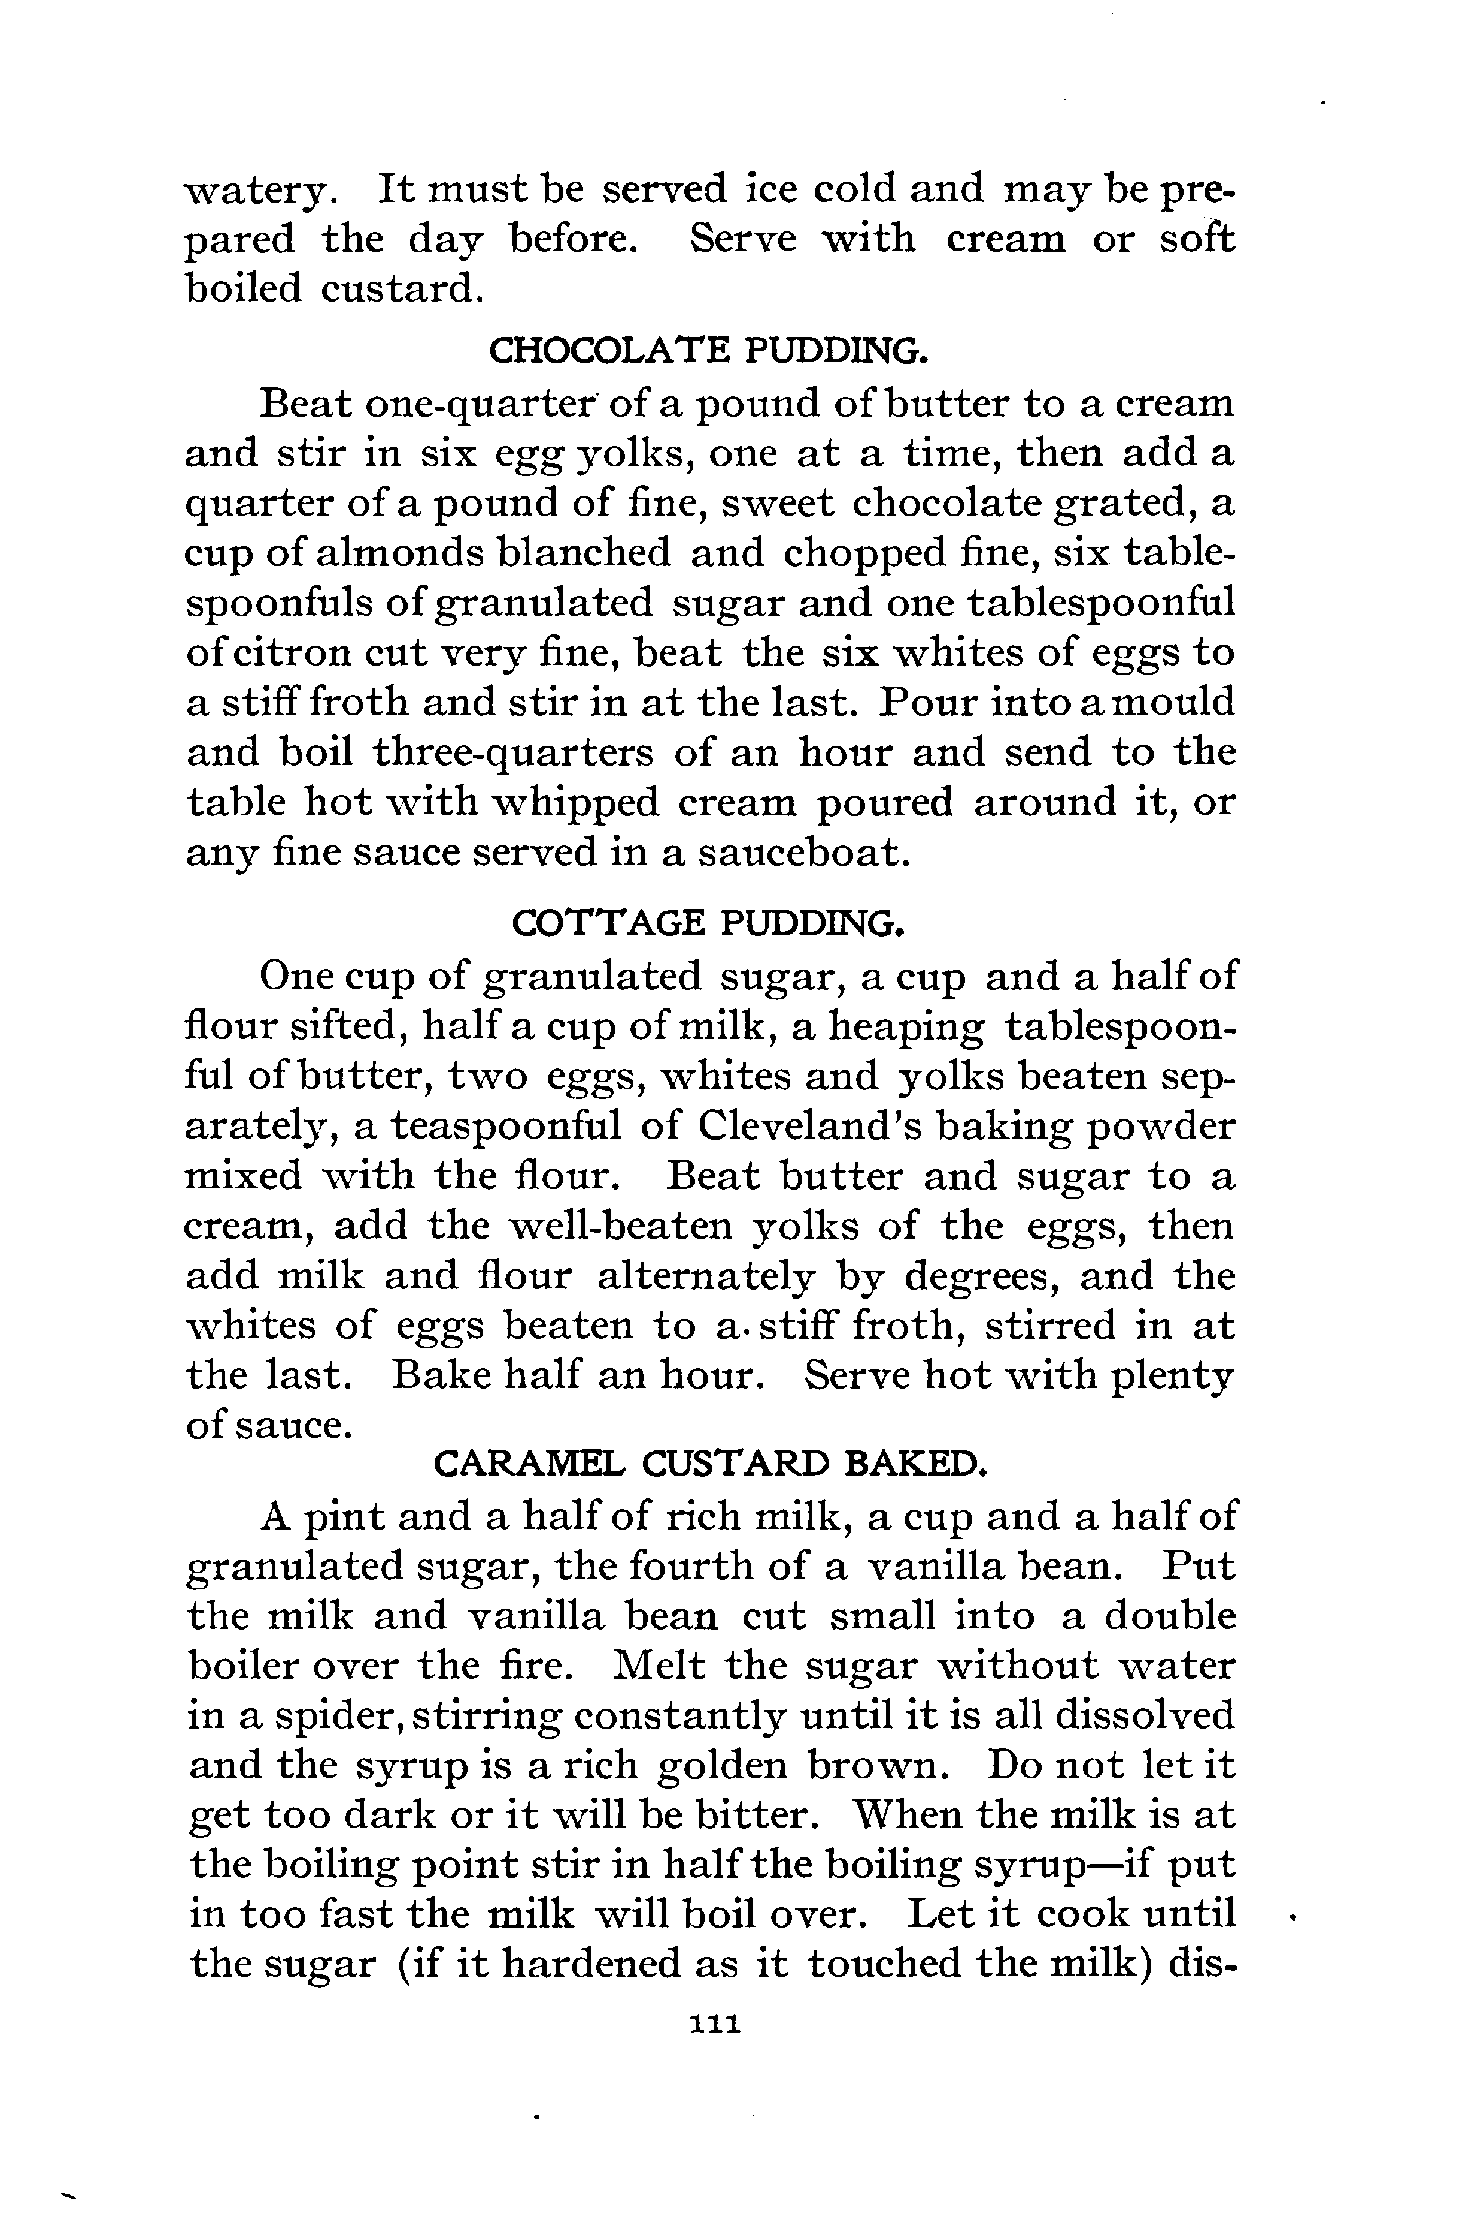 watery. It must be served ice cold and may be pre-
pared the day before. Serve with cream or soft
boiled custard.
CHOCOLATE PUDDING.
Beat one-quarter of a pound of butter to a cream
and stir in six egg yolks, one at a time, then add a
quarter of a pound of fine, sweet chocolate grated, a
cup of almonds blanched and chopped fine, six table-
spoonfuls of granulated sugar and one tablespoonful
of citron cut very fine, beat the six whites of eggs to
a stiff froth and stir in at the last. Pour into a mould
and boil three-quarters of an hour and send to the
table hot with whipped cream poured around it, or
any fine sauce served in a sauceboat.
COTTAGE PUDDING.
One cup of granulated sugar, a cup and a half of
flour sifted, half a cup of milk, a heaping tablespoon-
ful of butter, two eggs, whites and yolks beaten sep-
arately, a teaspoonful of Cleveland's baking powder
mixed with the flour. Beat butter and sugar to a
cream, add the well-beaten yolks of the eggs, then
add milk and flour alternately by degrees, and the
whites of eggs beaten to a stiff froth, stirred in at
the last. Bake half an hour. Serve hot with plenty
of sauce.
CARAMEL CUSTARD BAKED.
A pint and a half of rich milk, a cup and a half of
granulated sugar, the fourth of a vanilla bean. Put
the milk and vanilla bean cut small into a double
boiler over the fire. Melt the sugar without water
in a spider, stirring constantly until it is all dissolved
and the syrup is a rich golden brown. Do not let it
get too dark or it will be bitter. When the milk is at
the boiling point stir in half the boiling syrup—if put
in too fast the milk will boil over. Let it cook until
the sugar (if it hardened as it touched the milk) dis-
111